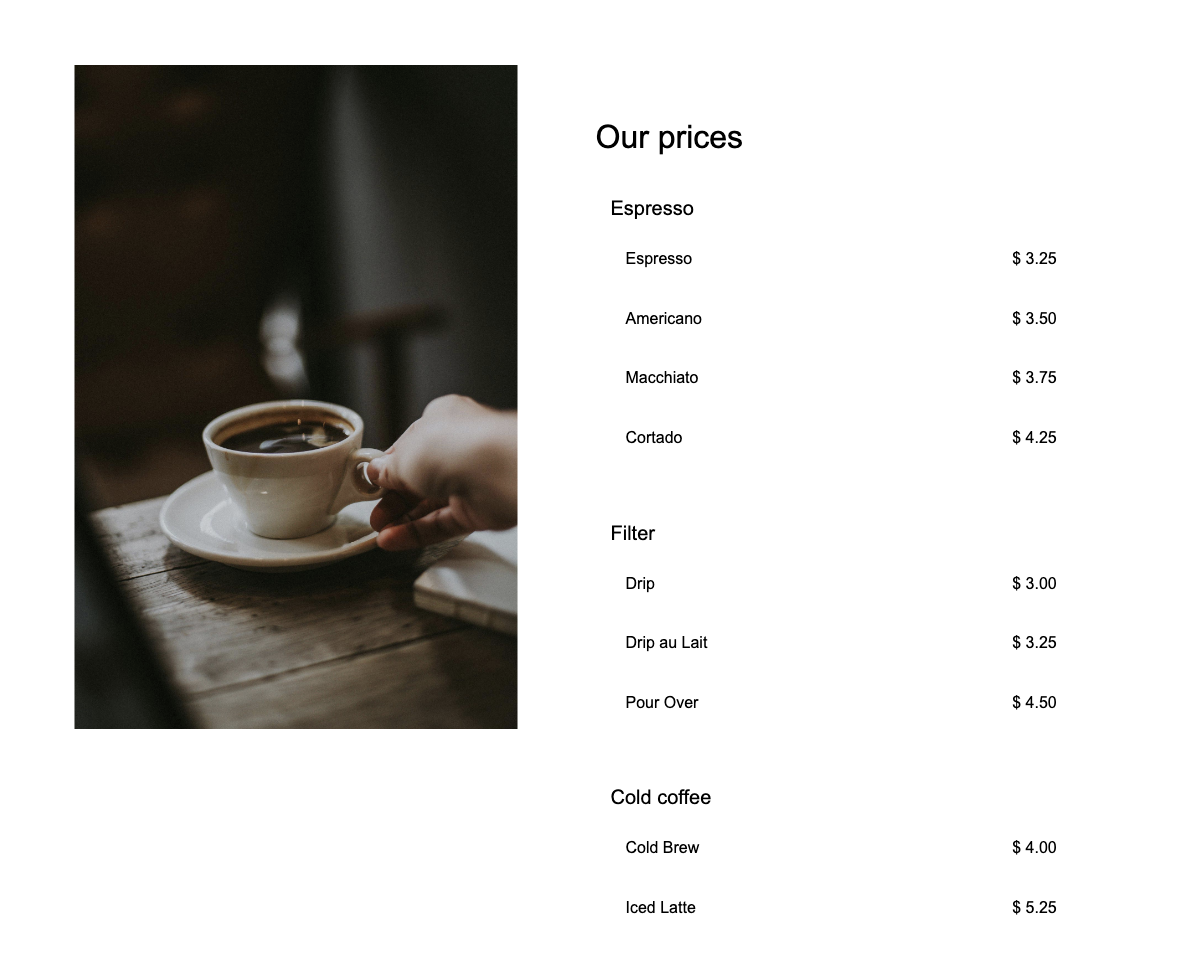 Our prices
Espresso
Espresso $ 3.25
Americano $ 3.50
Macchiato $ 3.75
Cortado $ 4.25
Filter
Drip $ 3.00
Drip au Lait $ 3.25
Pour Over $ 4.50
Cold coffee
Cold Brew $ 4.00
Iced Latte $ 5.25